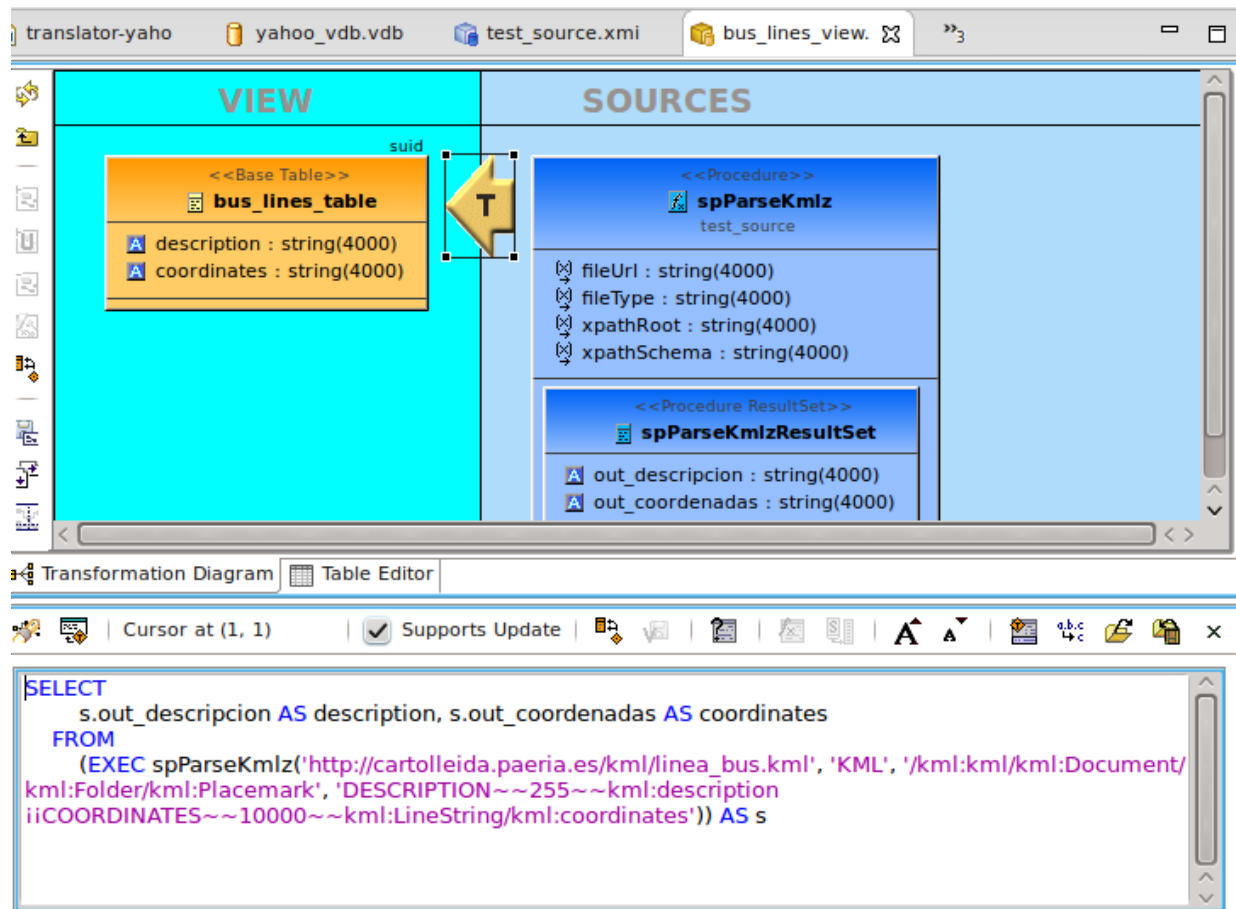 translator-yaho yahoo_vdb.vdb test_source.xmi bus_lines_view. »3
VIEW SOURCES
suid
<<Base Table>>
bus_lines_table
description : string(4000)
coordinates : string(4000)
T
<<Procedure>>
spParseKmlz
test_source
fileUrl : string(4000)
fileType : string(4000)
xpathRoot : string(4000)
xpathSchema : string(4000)
<<Procedure ResultSet>>
spParseKmlzResultSet
out_descripcion : string(4000)
out_coordenadas : string(4000)
Transformation Diagram Table Editor
Cursor at (1, 1) Supports Update
SELECT
s.out_descripcion AS description, s.out_coordenadas AS coordinates
FROM
(EXEC spParseKmlz('http://cartolleida.paeria.es/kml/linea_bus.kml', 'KML', '/kml:kml/kml:Document/
kml:Folder/kml:Placemark', 'DESCRIPTION~~255~~kml:description
¡¡COORDINATES~~10000~~kml:LineString/kml:coordinates')) AS s